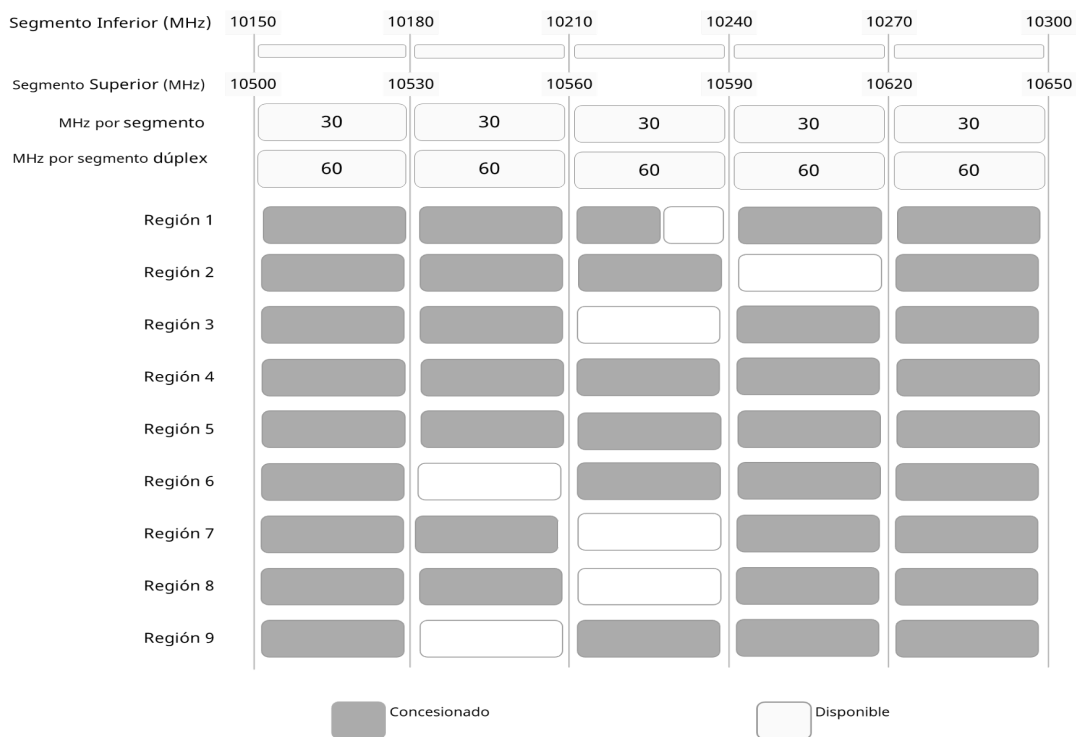 Segmento Inferior (MHz) 10150 10180 10210 10240 10270 10300
Segmento Superior (MHz) 10500 10530 10560 10590 10620 10650
MHz por segmento 30 30 30 30 30
MHz por segmento dúplex 60 60 60 60 60
Región 1
Región 2
Región 3
Región 4
Región 5
Región 6
Región 7
Región 8
Región 9
Concesionado Disponible